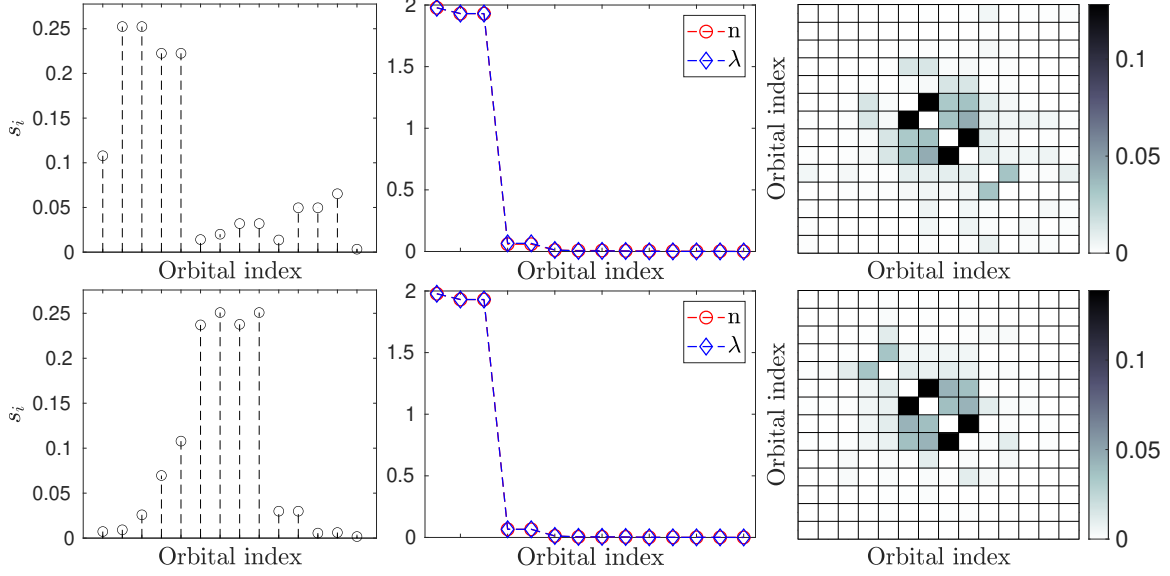 0.25
0.2
0.15
0.1
0.05
0
s_i
Orbital index
2
1.5
1
0.5
0
n
λ
Orbital index
Orbital index
Orbital index
0.1
0.05
0
0.25
0.2
0.15
0.1
0.05
0
s_i
Orbital index
2
1.5
1
0.5
0
n
λ
Orbital index
Orbital index
Orbital index
0.1
0.05
0